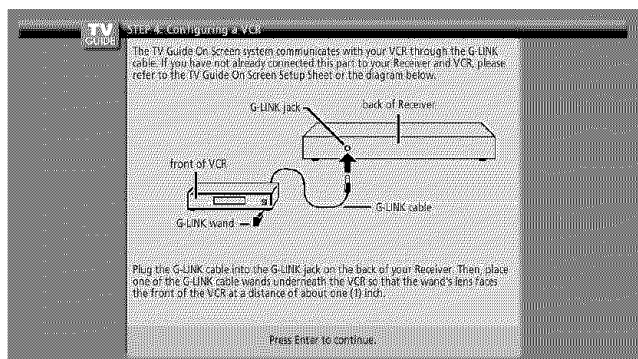 TV
GUIDE
STEP 4: Configuring a VCR
The TV Guide On Screen system communicates with your VCR through the G-LINK
cable. If you have not already connected this part to your Receiver and VCR, please
refer to the TV Guide On Screen Setup Sheet or the diagram below.
G-LINK jack
back of Receiver
front of VCR
G-LINK cable
G-LINK wand
Plug the G-LINK cable into the G-LINK jack on the back of your Receiver. Then, place
one of the G-LINK cable wands underneath the VCR so that the wand's lens faces
the front of the VCR at a distance of about one (1) inch.
Press Enter to continue.